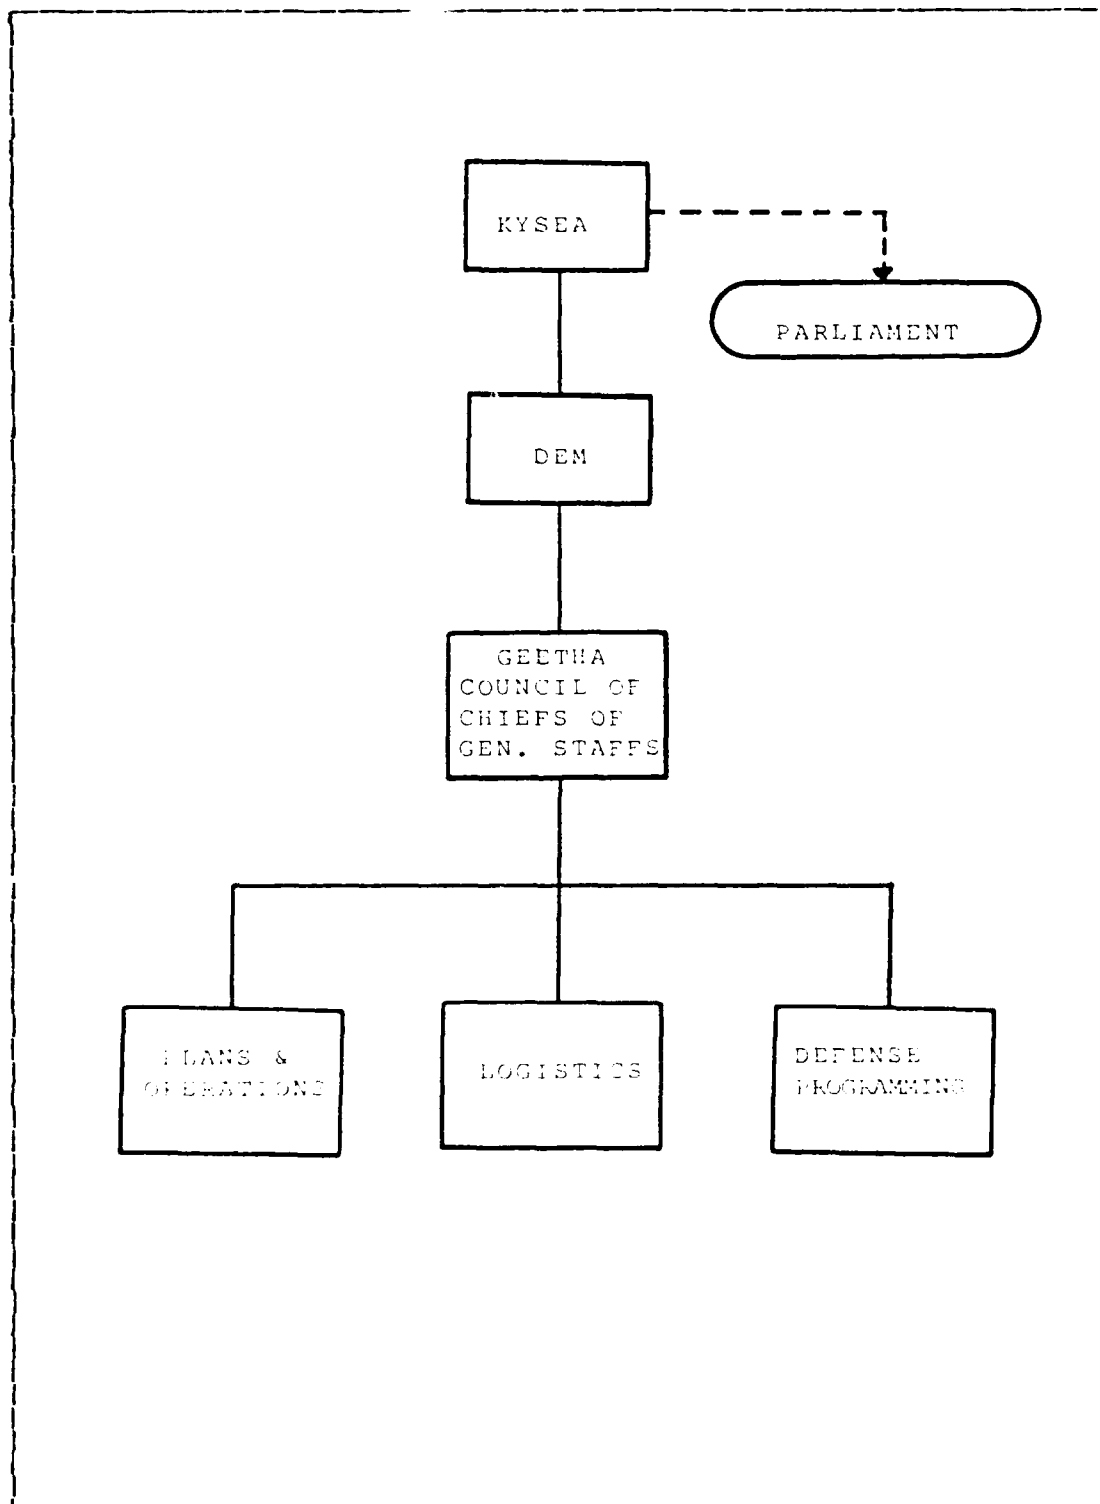 KYSEA
PARLIAMENT
DEM
GEETHA
COUNCIL OF
CHIEFS OF
GEN. STAFFS
PLANS &
OPERATIONS
LOGISTICS
DEFENSE
PROGRAMMING